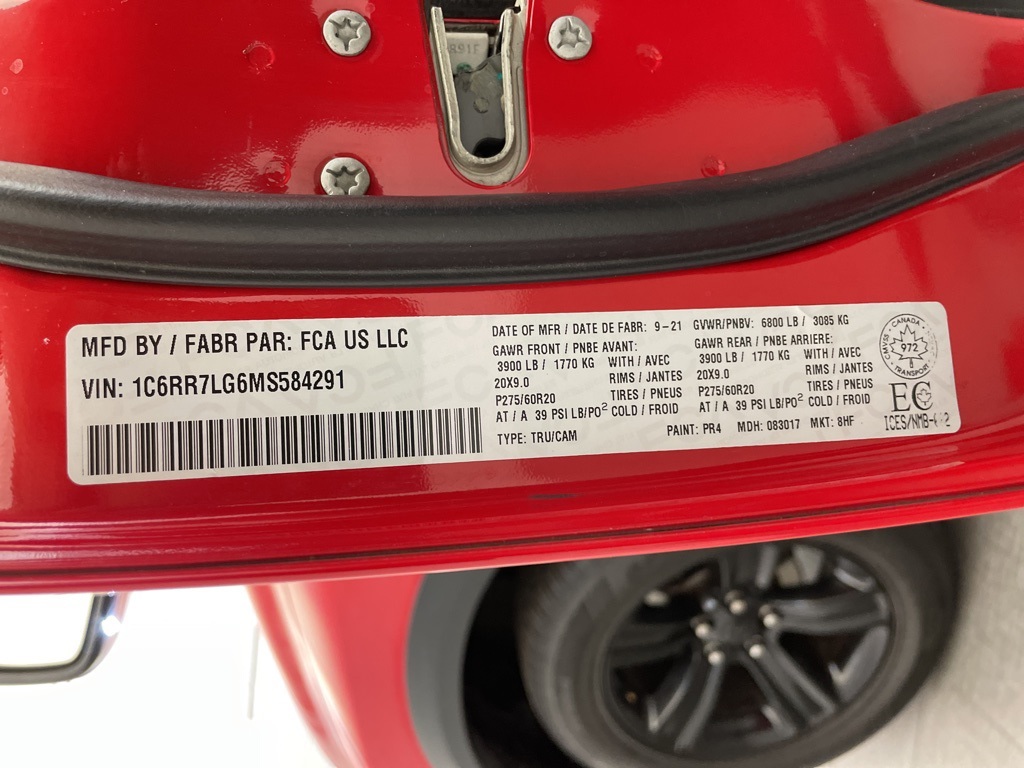 R91F
MFD BY / FABR PAR: FCA US LLC
VIN: 1C6RR7LG6MS584291
DATE OF MFR / DATE DE FABR: 9-21
GVWR/PNBV: 6800 LB / 3085 KG
GAWR FRONT / PNBE AVANT:
3900 LB / 1770 KG WITH / AVEC
20X9.0 RIMS / JANTES
P275/60R20 TIRES / PNEUS
AT / A 39 PSI LB/PO² COLD / FROID
GAWR REAR / PNBE ARRIERE:
3900 LB / 1770 KG WITH / AVEC
20X9.0 RIMS / JANTES
P275/60R20 TIRES / PNEUS
AT / A 39 PSI LB/PO² COLD / FROID
TYPE: TRU/CAM
PAINT: PR4 MDH: 083017 MKT: 8HF
CANADA
CMVSS
972
TRANSPORT
EC